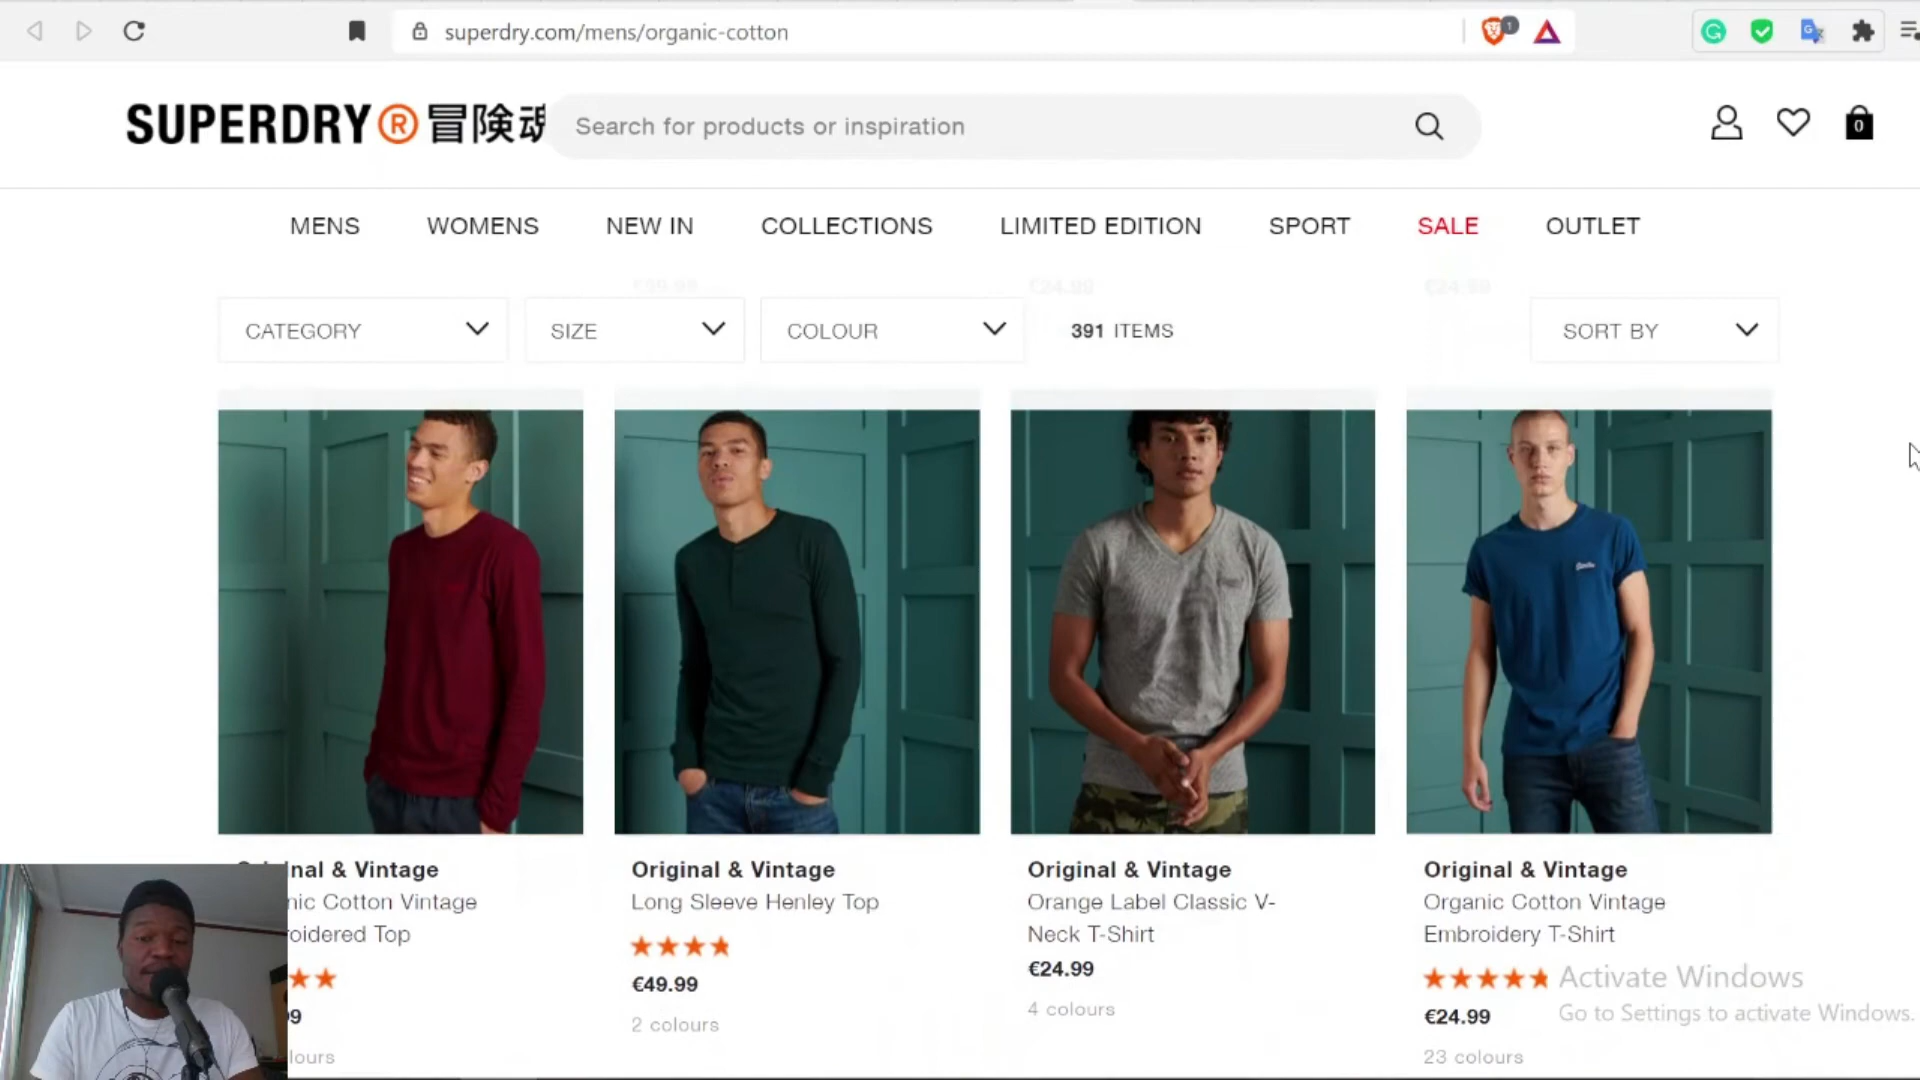 superdry.com/mens/organic-cotton
1
SUPERDRY®冒険魂
Search for products or inspiration
0
MENS WOMENS NEW IN COLLECTIONS LIMITED EDITION SPORT SALE OUTLET
€39.99 €24.99 €24.99
CATEGORY SIZE COLOUR 391 ITEMS SORT BY
Original & Vintage
Long Sleeve Henley Top
€49.99
2 colours
Original & Vintage
Orange Label Classic V-
Neck T-Shirt
€24.99
4 colours
Original & Vintage
Organic Cotton Vintage
Embroidery T-Shirt
€24.99
23 colours
& Vintage
Cotton Vintage
Top
Activate Windows
Go to Settings to activate Windows.